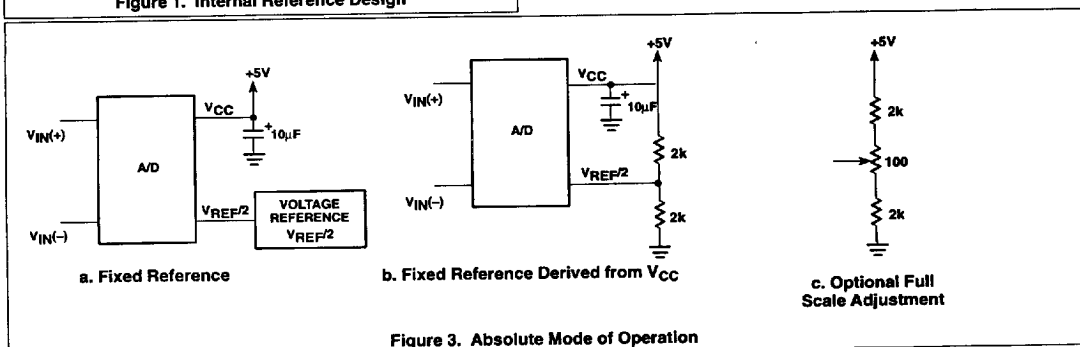 Figure 1. Internal Reference Design
+5V
VCC
VIN(+)
+
10µF
A/D
VREF/2
VIN(–)
VOLTAGE
REFERENCE
VREF/2
a. Fixed Reference
+5V
VCC
VIN(+)
+
10µF
A/D
2k
VREF/2
VIN(–)
2k
b. Fixed Reference Derived from VCC
+5V
2k
100
2k
c. Optional Full
Scale Adjustment
Figure 3. Absolute Mode of Operation